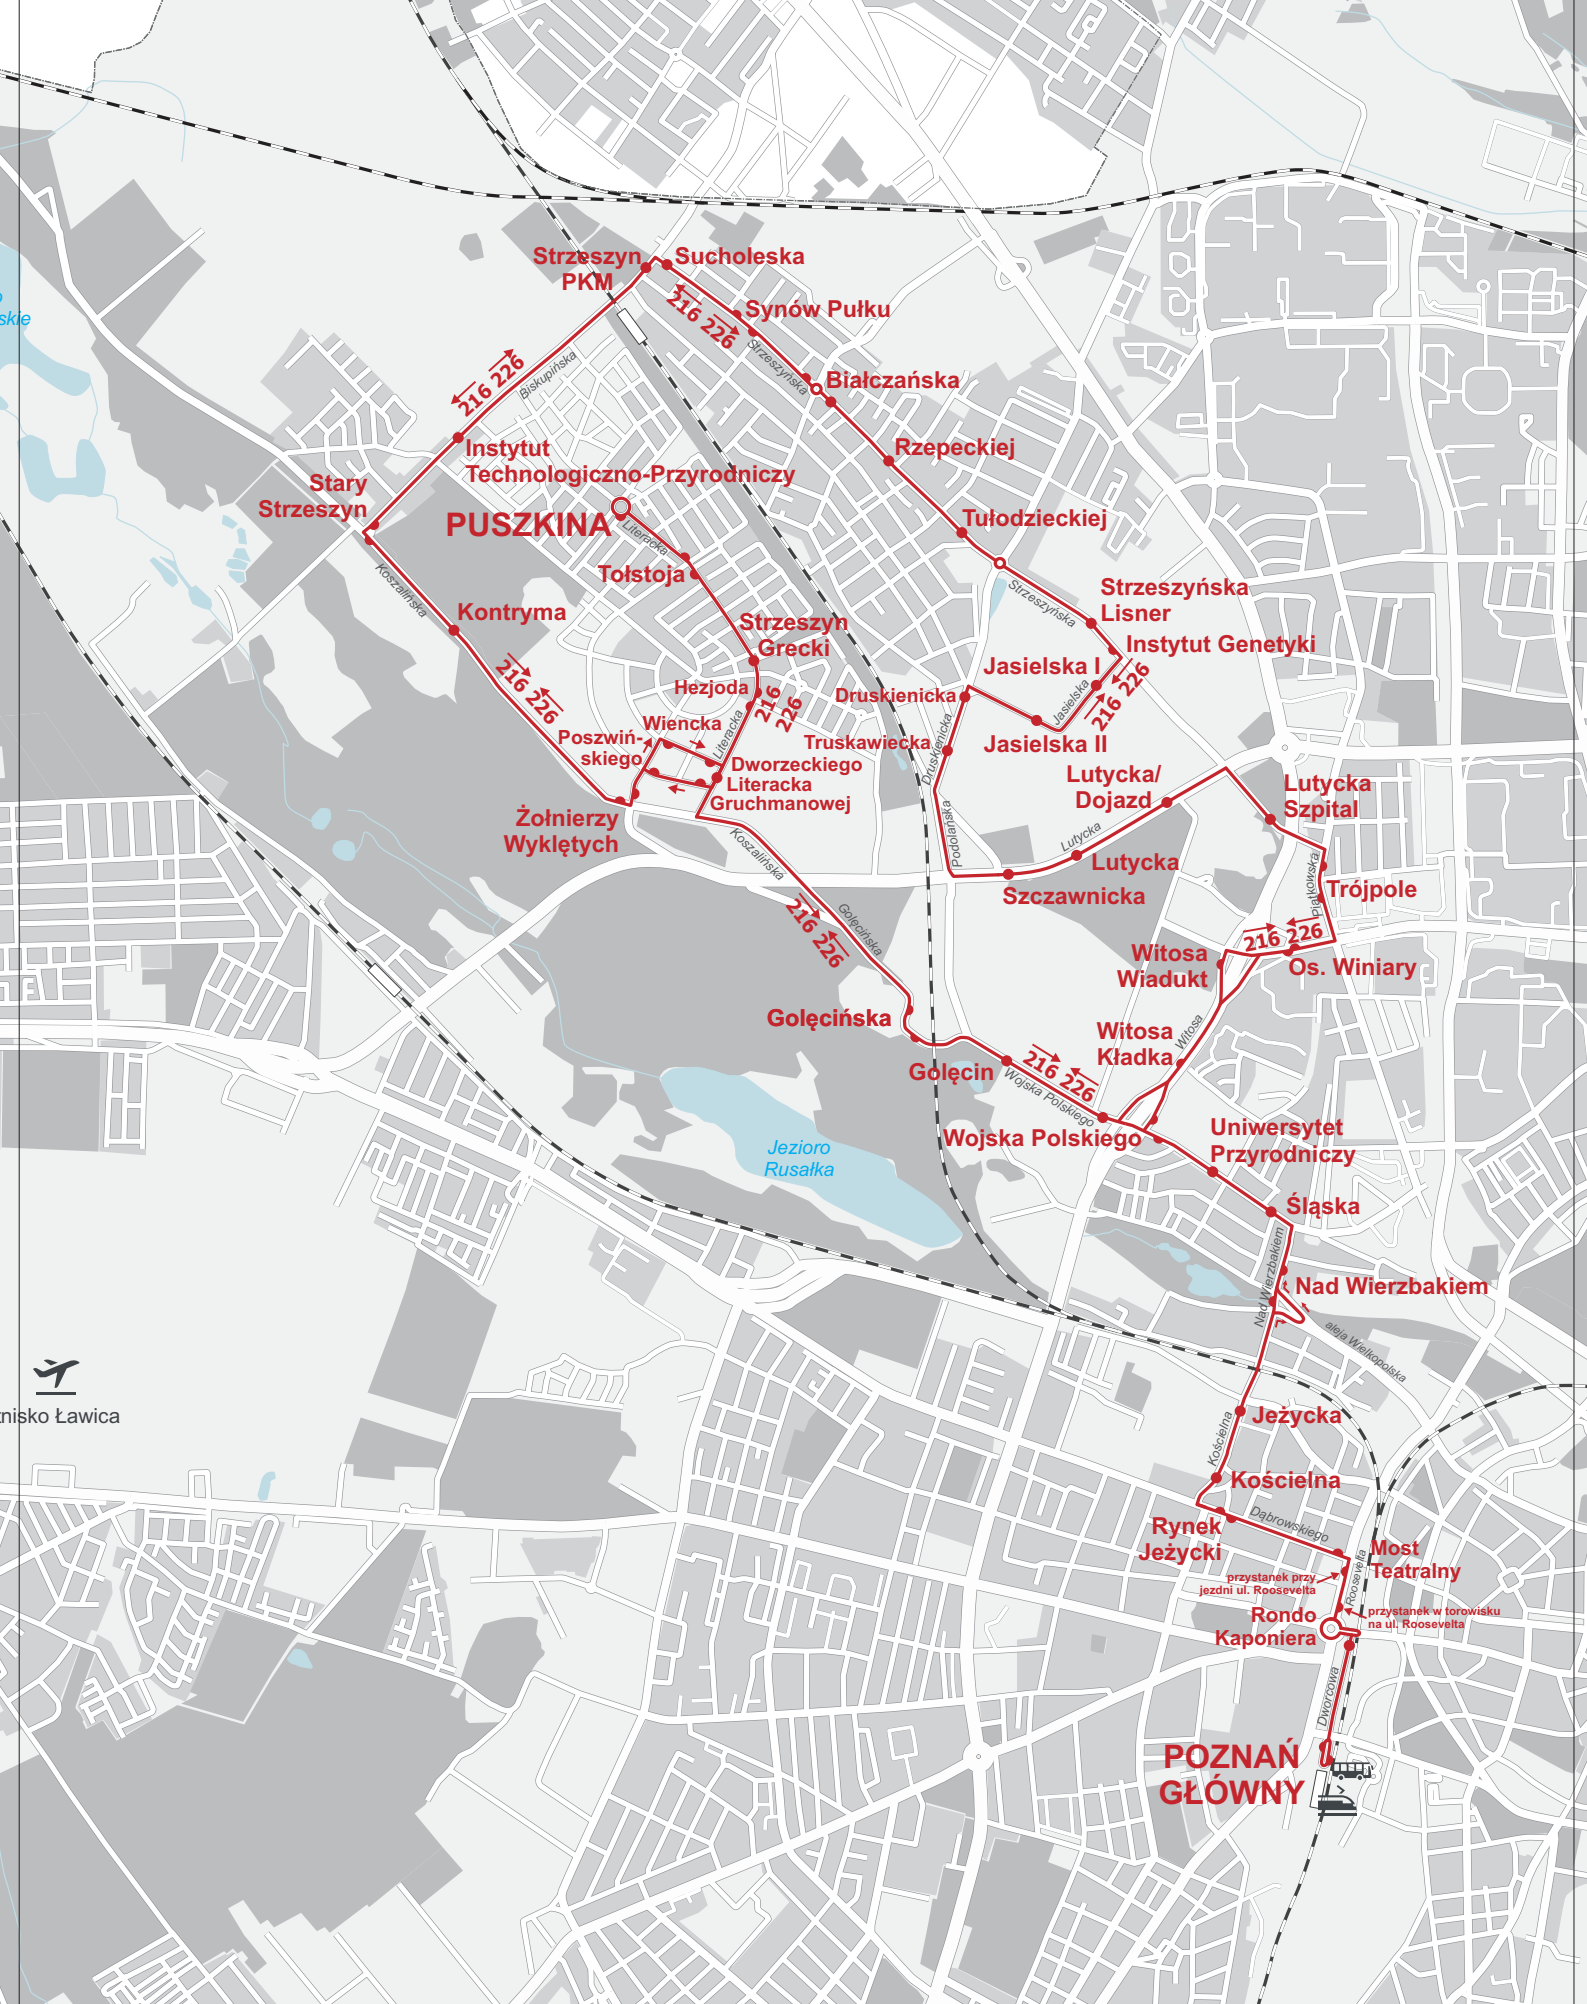 Strzeszyn
PKM
Sucholeska
216 226
Synów Pułku
Strzeszyńska
skie
216 226
Biskupińska
Białczańska
Instytut
Technologiczno-Przyrodniczy
Rzepeckiej
Stary
Strzeszyn
PUSZKINA
Literacka
Tułodzieckiej
Koszalińska
Tołstoja
Strzeszyńska
Strzeszyńska
Lisner
Kontryma
Strzeszyn
Grecki
Instytut Genetyki
216 226
Hezjoda
216
226
Jasielska I
Jasielska
216 226
Druskienicka
Jasielska II
Wiencka
Literacka
Poszwiń-
skiego
Truskawiecka
Druskienicka
Dworzeckiego
Literacka
Gruchmanowej
Lutycka/
Dojazd
Lutycka
Szpital
Żołnierzy
Wyklętych
Koszalińska
Podolańska
Lutycka
Lutycka
Szczawnicka
Piątkowska
Trójpole
216 226
Golęcińska
216 226
Witosa
Wiadukt
Os. Winiary
Golęcińska
Witosa
Kładka
Witosa
Golęcin
216 226
Wojska Polskiego
Wojska Polskiego
Uniwersytet
Przyrodniczy
Jezioro
Rusałka
Śląska
Nad Wierzbakiem
Nad Wierzbakiem
aleja Wielkopolska
nisko Ławica
Jeżycka
Kościelna
Kościelna
Dąbrowskiego
Rynek
Jeżycki
Most
Teatralny
przystanek przy
jezdni ul. Roosevelta
Roosevelta
przystanek w torowisku
na ul. Roosevelta
Rondo
Kaponiera
Dworcowa
POZNAŃ
GŁÓWNY